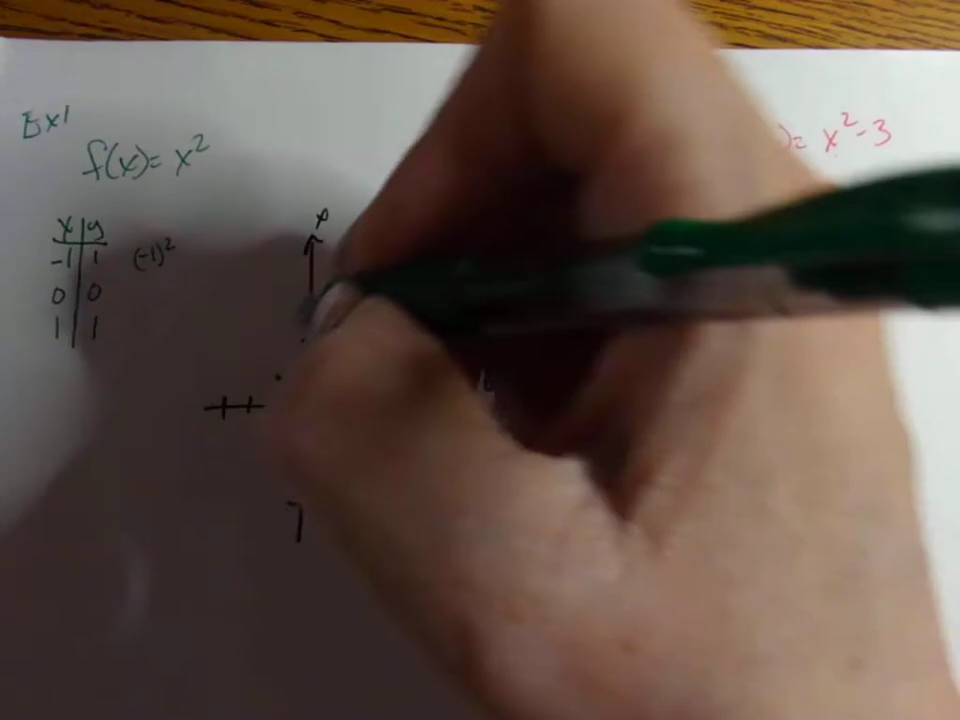 Ex1
f(x)= x²
)= x²-3
x|y
-1|1 (-1)²
0|0
1|1